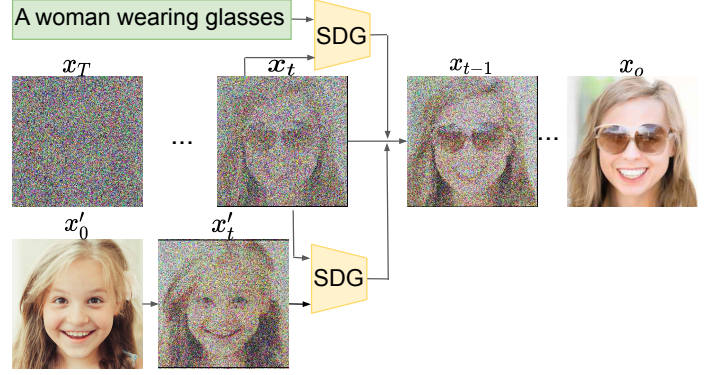 A woman wearing glasses
SDG
x_T
x_t
x_{t-1}
x_o
...
...
x'_0
x'_t
SDG